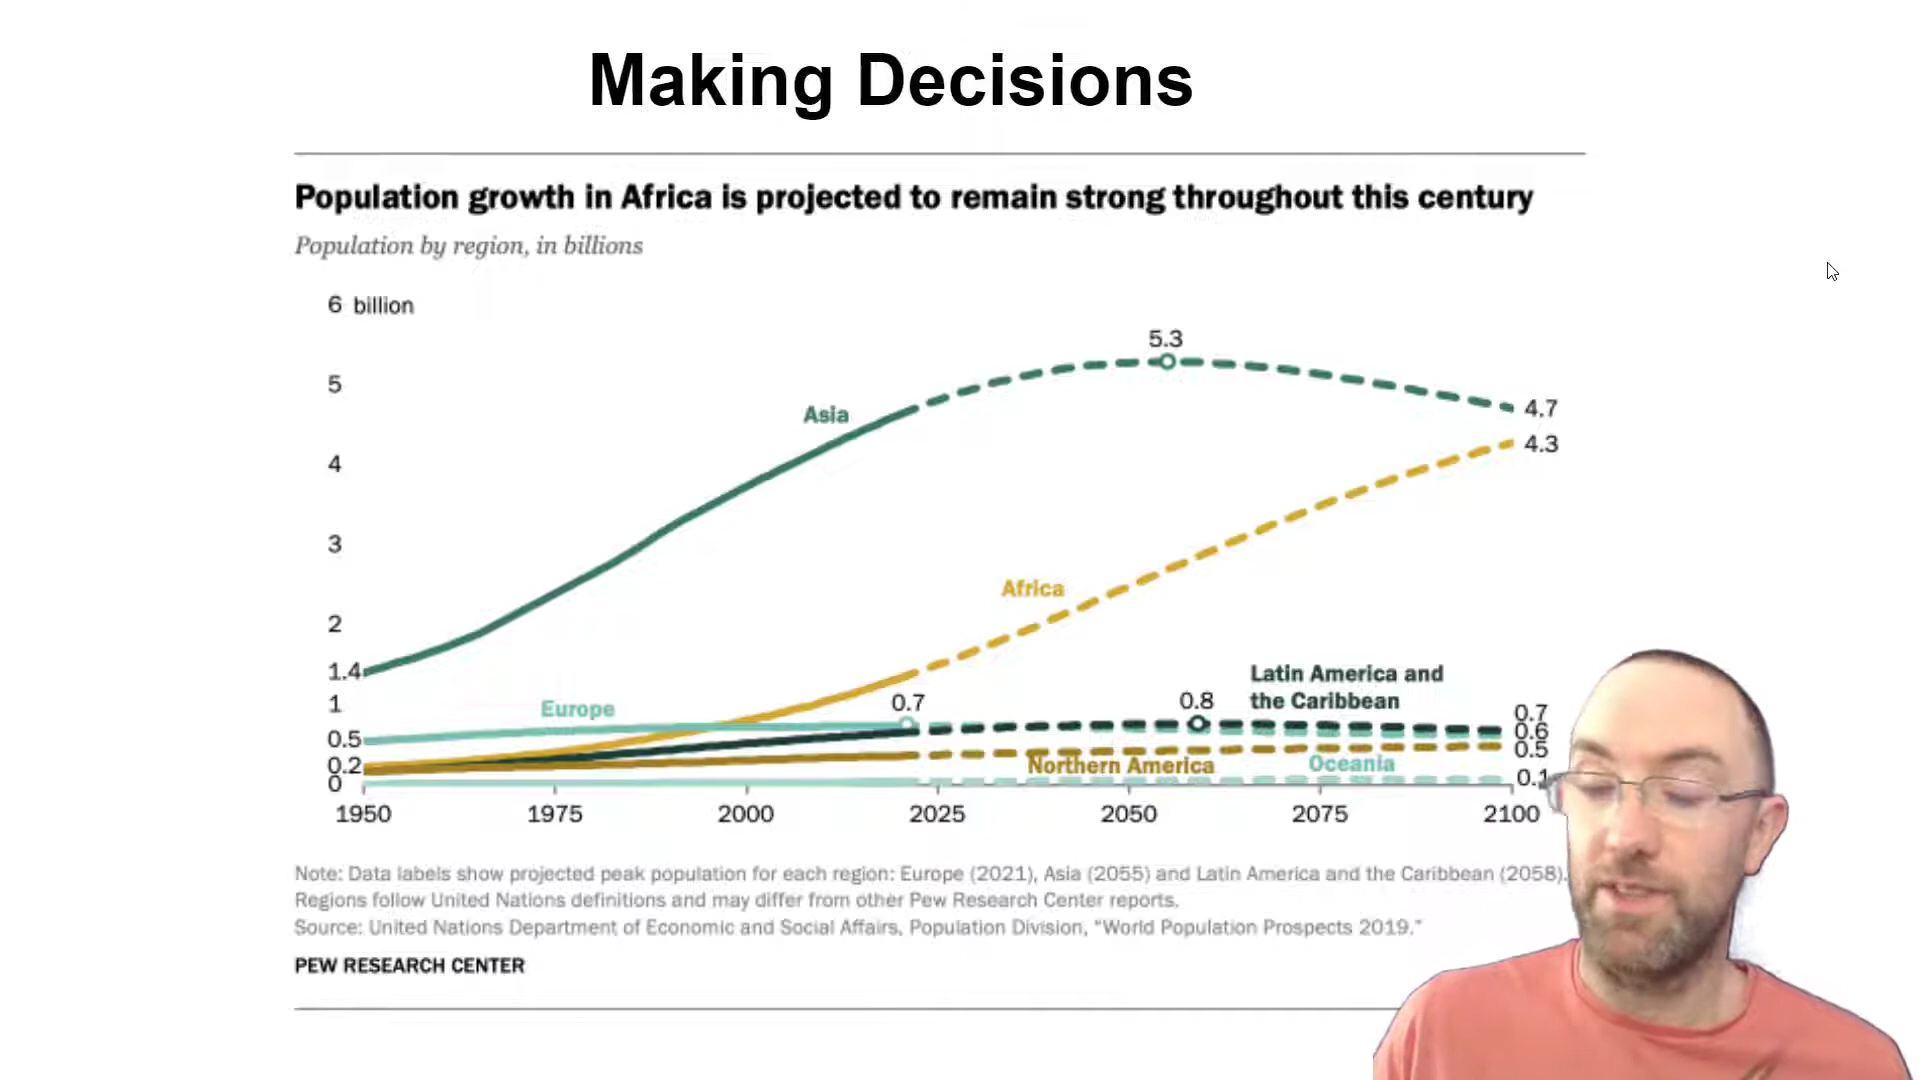 Making Decisions
Population growth in Africa is projected to remain strong throughout this century
Population by region, in billions
6 billion
5.3
5
Asia
4.7
4.3
4
3
Africa
2
1.4
Latin America and
the Caribbean
1
Europe
0.7
0.8
0.7
0.6
0.5
0.5
0.2
Northern America
Oceania
0.1
0
1950
1975
2000
2025
2050
2075
2100
Note: Data labels show projected peak population for each region: Europe (2021), Asia (2055) and Latin America and the Caribbean (2058).
Regions follow United Nations definitions and may differ from other Pew Research Center reports.
Source: United Nations Department of Economic and Social Affairs, Population Division, "World Population Prospects 2019."
PEW RESEARCH CENTER